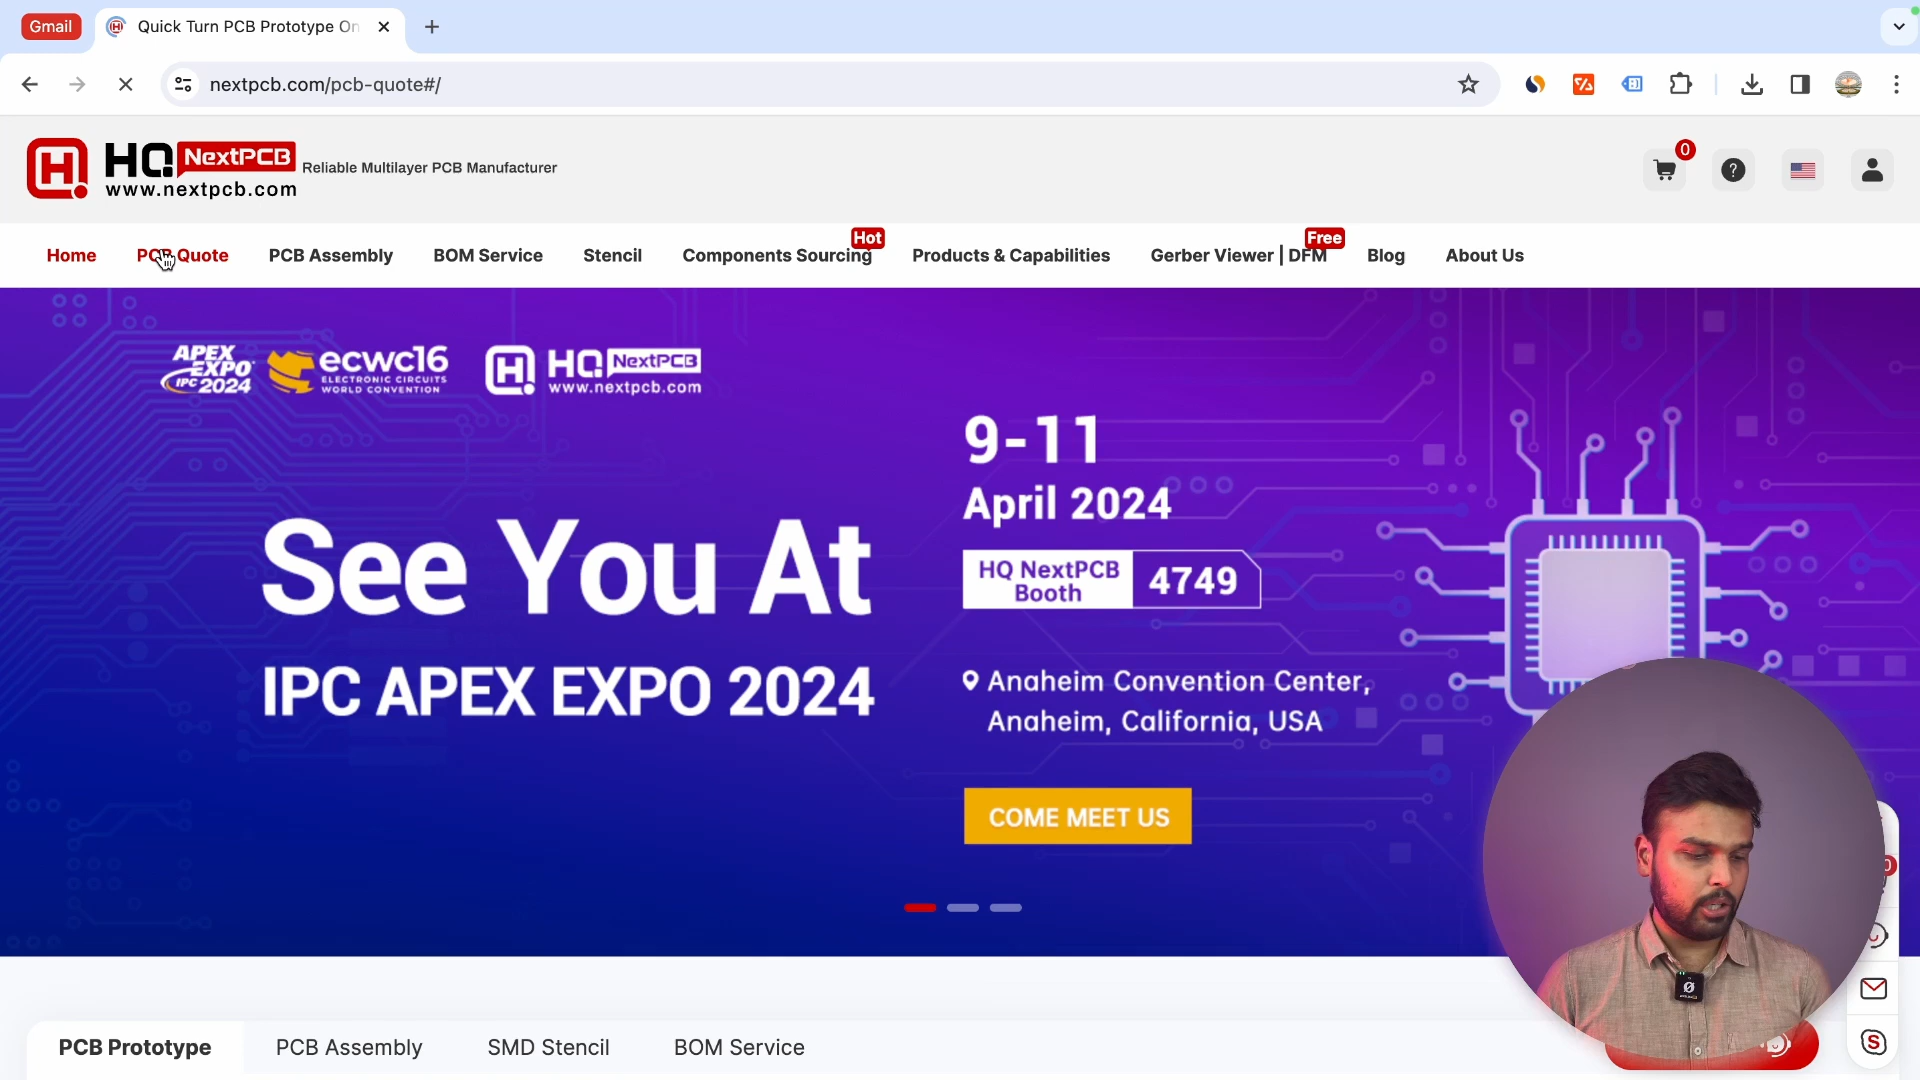 Gmail
Quick Turn PCB Prototype On
nextpcb.com/pcb-quote#/
HQ NextPCB
www.nextpcb.com
Reliable Multilayer PCB Manufacturer
0
Home
PCB Quote
PCB Assembly
BOM Service
Stencil
Components Sourcing
Hot
Products & Capabilities
Gerber Viewer | DFM
Free
Blog
About Us
APEX EXPO IPC 2024
ecwc16
ELECTRONIC CIRCUITS
WORLD CONVENTION
HQ NextPCB
www.nextpcb.com
9-11
April 2024
HQ NextPCB
Booth
4749
See You At
IPC APEX EXPO 2024
Anaheim Convention Center,
Anaheim, California, USA
COME MEET US
PCB Prototype
PCB Assembly
SMD Stencil
BOM Service